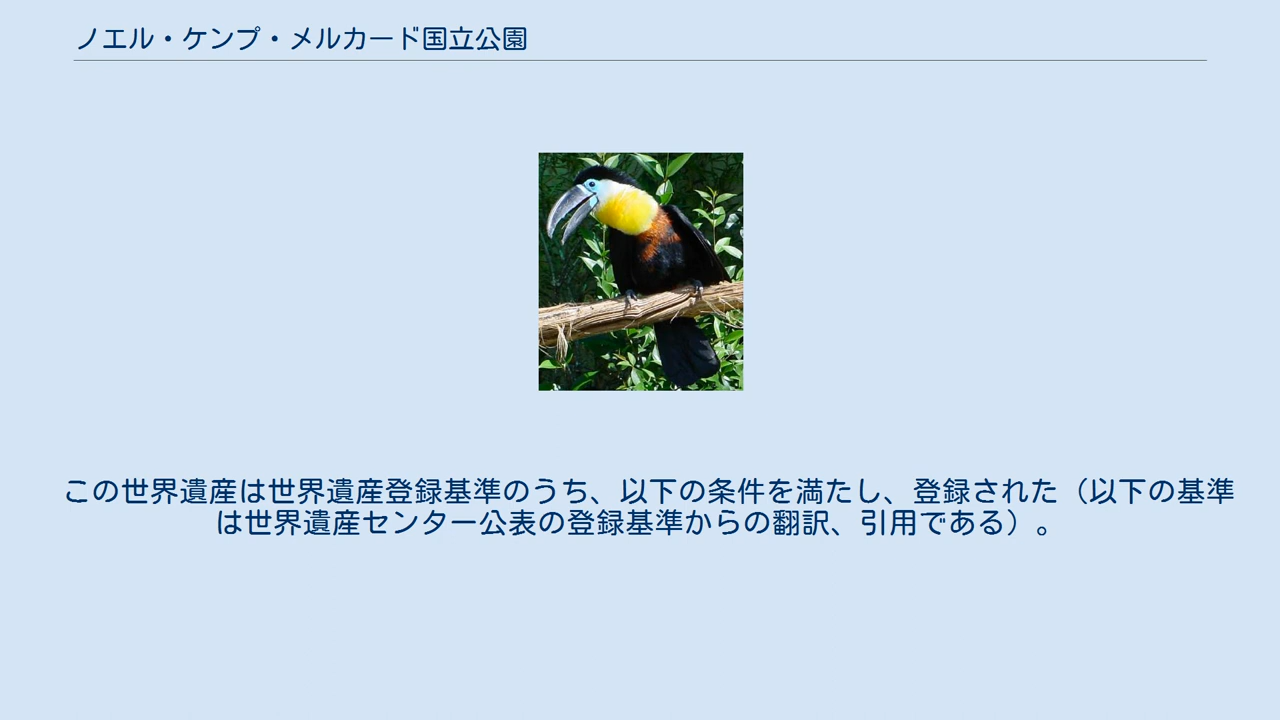 ノエル・ケンプ・メルカード国立公園
この世界遺産は世界遺産登録基準のうち、以下の条件を満たし、登録された（以下の基準
は世界遺産センター公表の登録基準からの翻訳、引用である）。